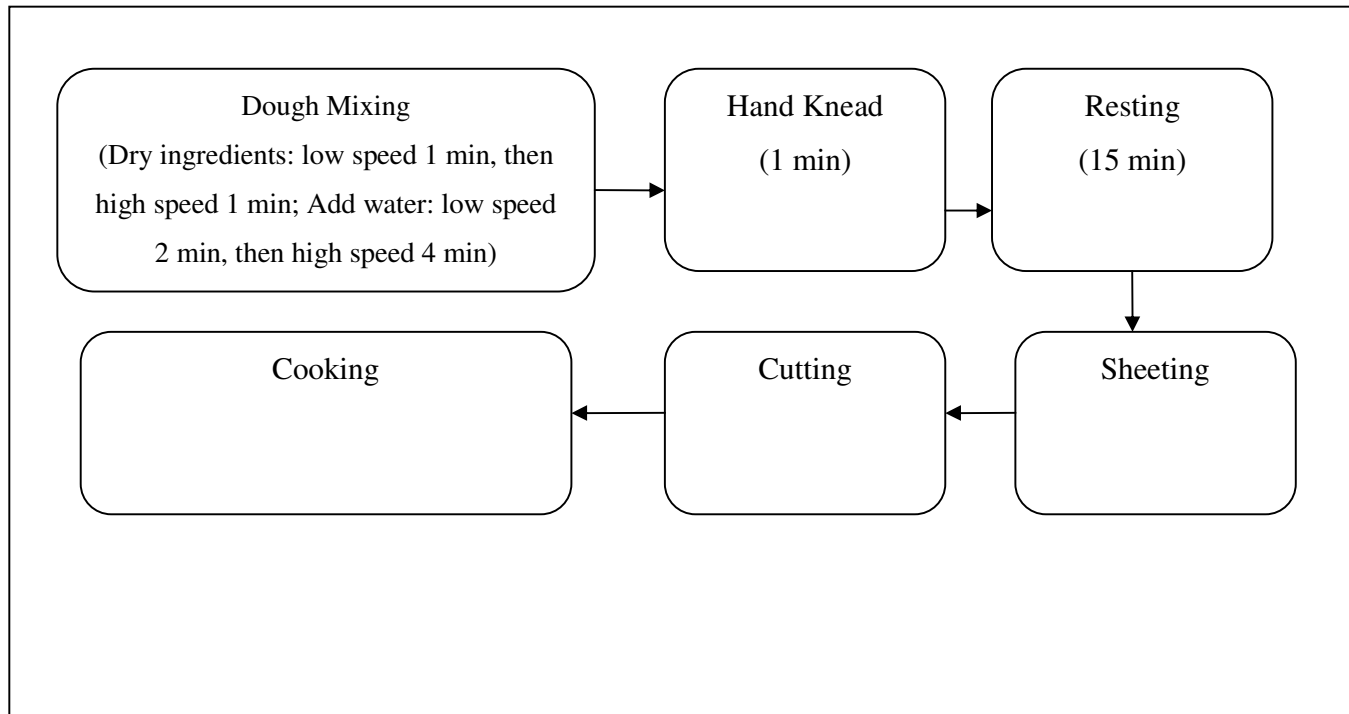 Dough Mixing
(Dry ingredients: low speed 1 min, then
high speed 1 min; Add water: low speed
2 min, then high speed 4 min)
Hand Knead
(1 min)
Resting
(15 min)
Sheeting
Cutting
Cooking